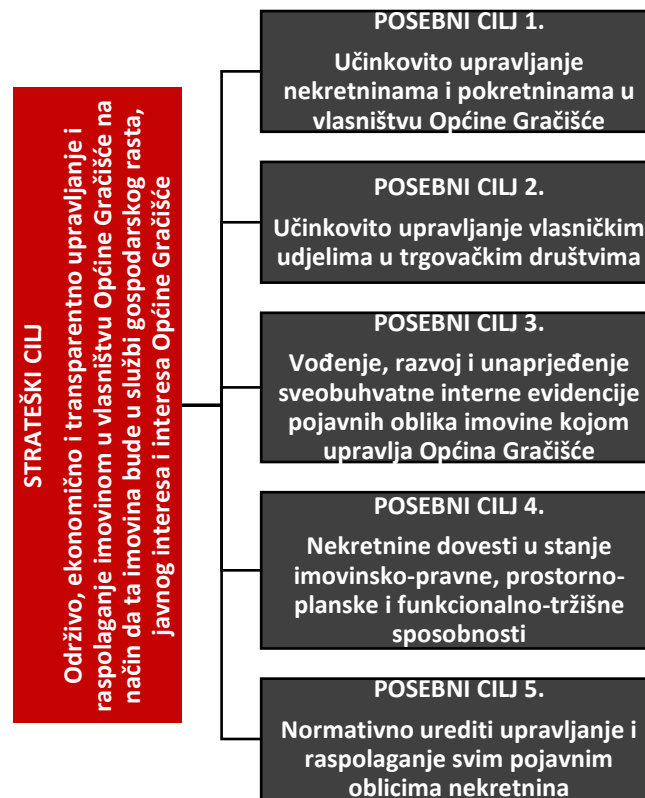 STRATEŠKI CILJ
Održivo, ekonomično i transparentno upravljanje i
raspolaganje imovinom u vlasništvu Općine Gračišće na
način da ta imovina bude u službi gospodarskog rasta,
javnog interesa i interesa Općine Gračišće
POSEBNI CILJ 1.
Učinkovito upravljanje
nekretninama i pokretninama u
vlasništvu Općine Gračišće
POSEBNI CILJ 2.
Učinkovito upravljanje vlasničkim
udjelima u trgovačkim društvima
POSEBNI CILJ 3.
Vođenje, razvoj i unaprjeđenje
sveobuhvatne interne evidencije
pojavnih oblika imovine kojom
upravlja Općina Gračišće
POSEBNI CILJ 4.
Nekretnine dovesti u stanje
imovinsko-pravne, prostorno-
planske i funkcionalno-tržišne
sposobnosti
POSEBNI CILJ 5.
Normativno urediti upravljanje i
raspolaganje svim pojavnim
oblicima nekretnina